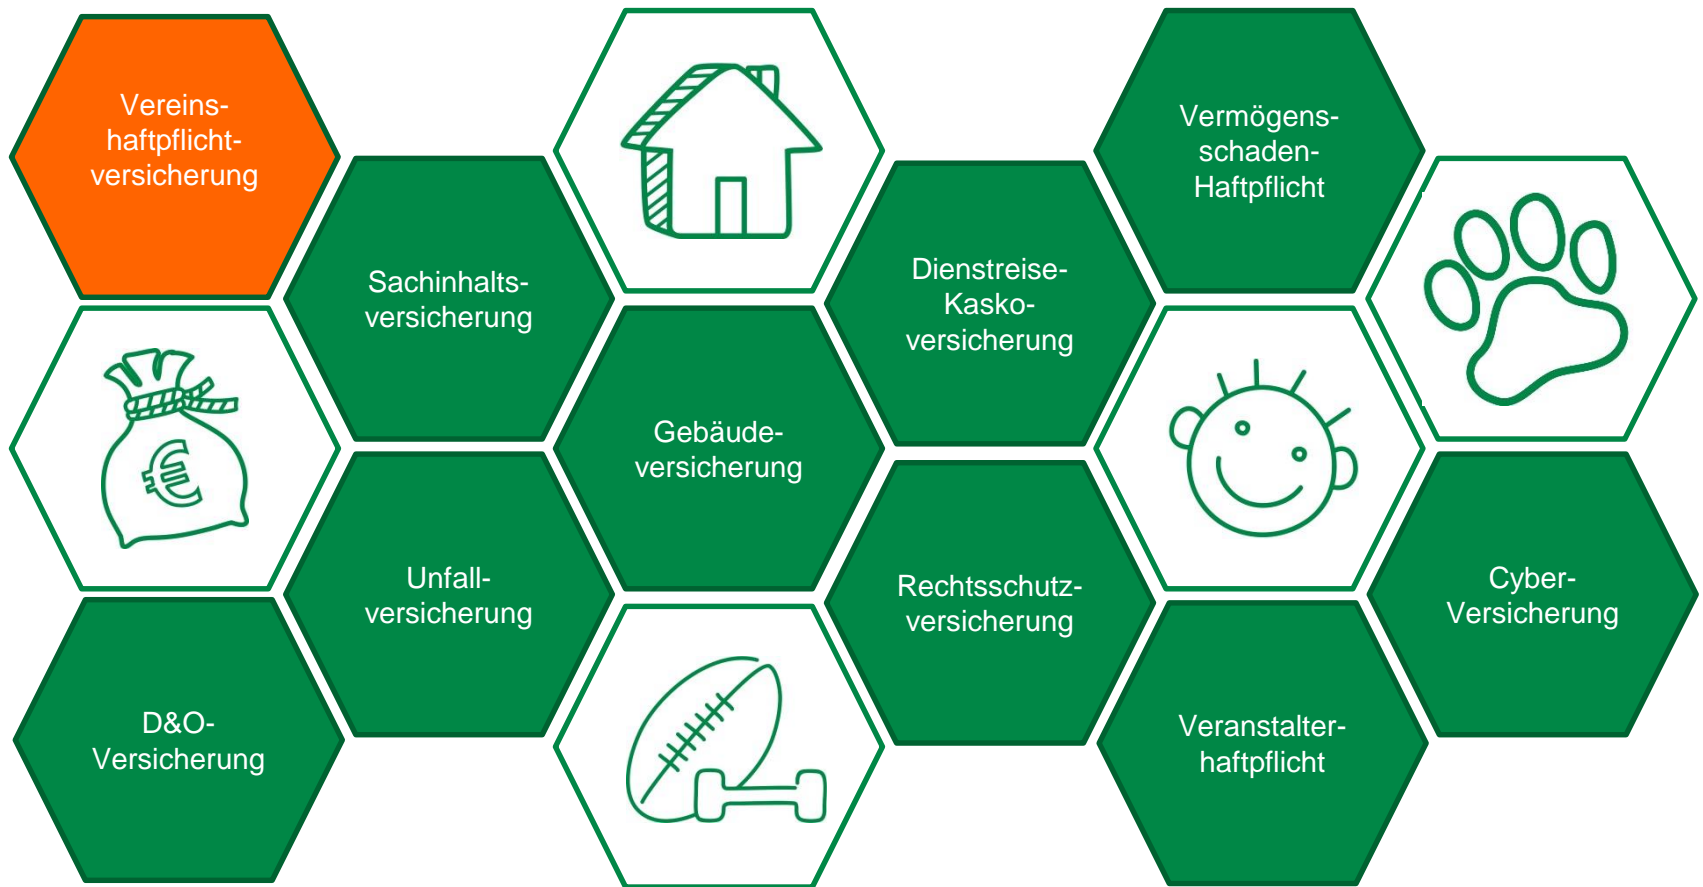 Vereins-
haftpflicht-
versicherung
Sachinhalts-
versicherung
Dienstreise-
Kasko-
versicherung
Vermögens-
schaden-
Haftpflicht
Gebäude-
versicherung
€
Unfall-
versicherung
Rechtsschutz-
versicherung
Cyber-
Versicherung
D&O-
Versicherung
Veranstalter-
haftpflicht